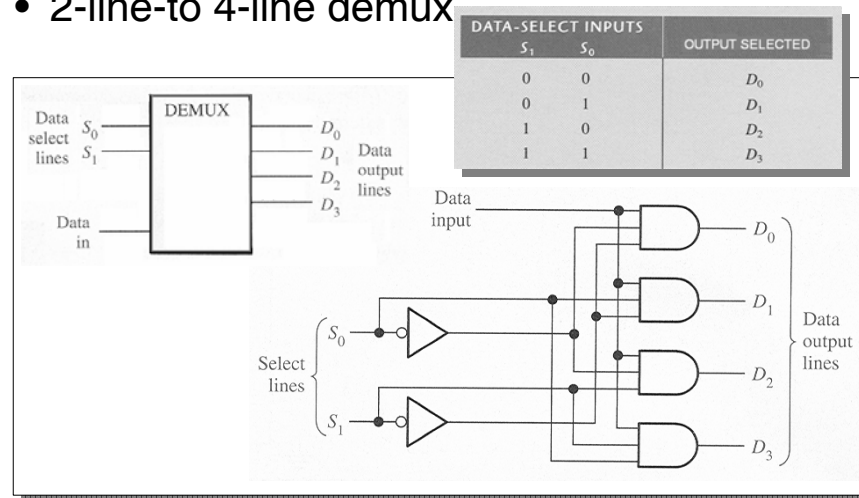 • 2-line-to 4-line demux
DATA-SELECT INPUTS
S₁ S₀ OUTPUT SELECTED
0 0 D₀
0 1 D₁
1 0 D₂
1 1 D₃
DEMUX
Data
select
lines
S₀
S₁
Data
in
D₀
D₁
D₂
D₃
Data
output
lines
Data
input
Select
lines
S₀
S₁
D₀
D₁
D₂
D₃
Data
output
lines